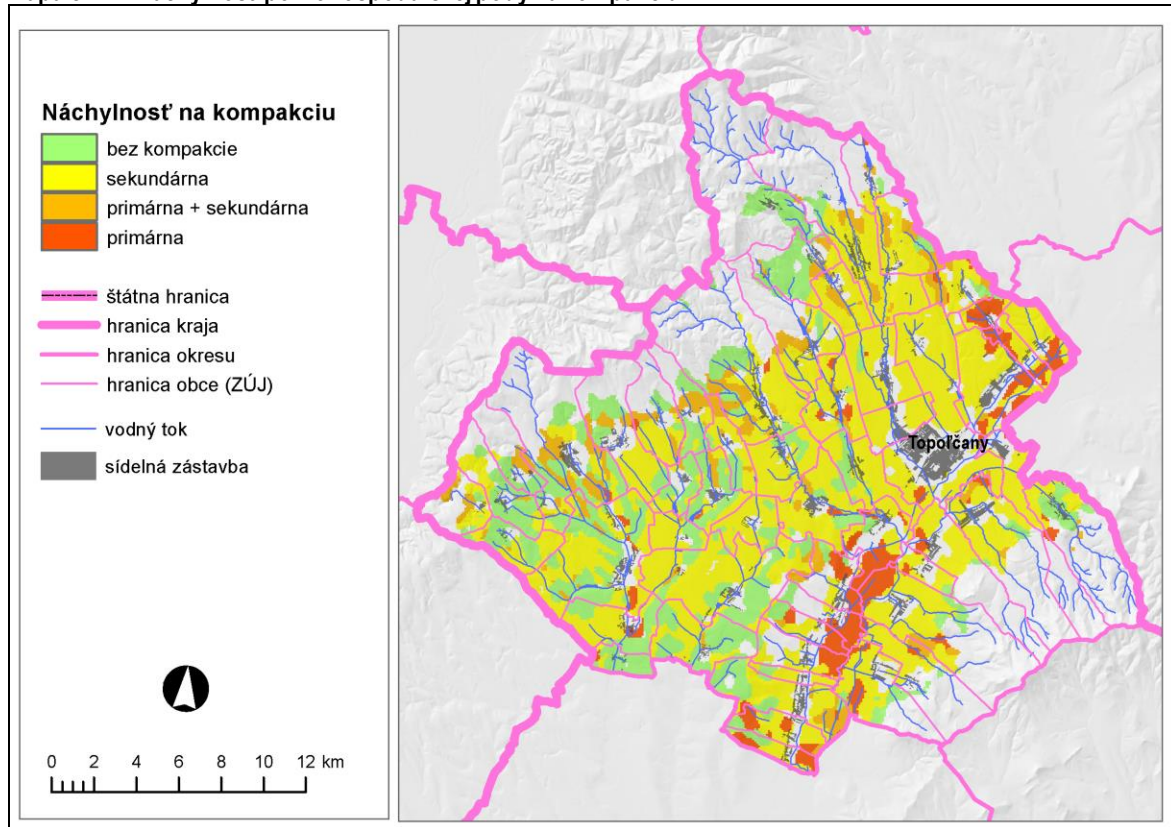 Náchylnosť na kompakciu
bez kompakcie
sekundárna
primárna + sekundárna
primárna
štátna hranica
hranica kraja
hranica okresu
hranica obce (ZÚJ)
vodný tok
sídelná zástavba
0 2 4 6 8 10 12 km
Topoľčany